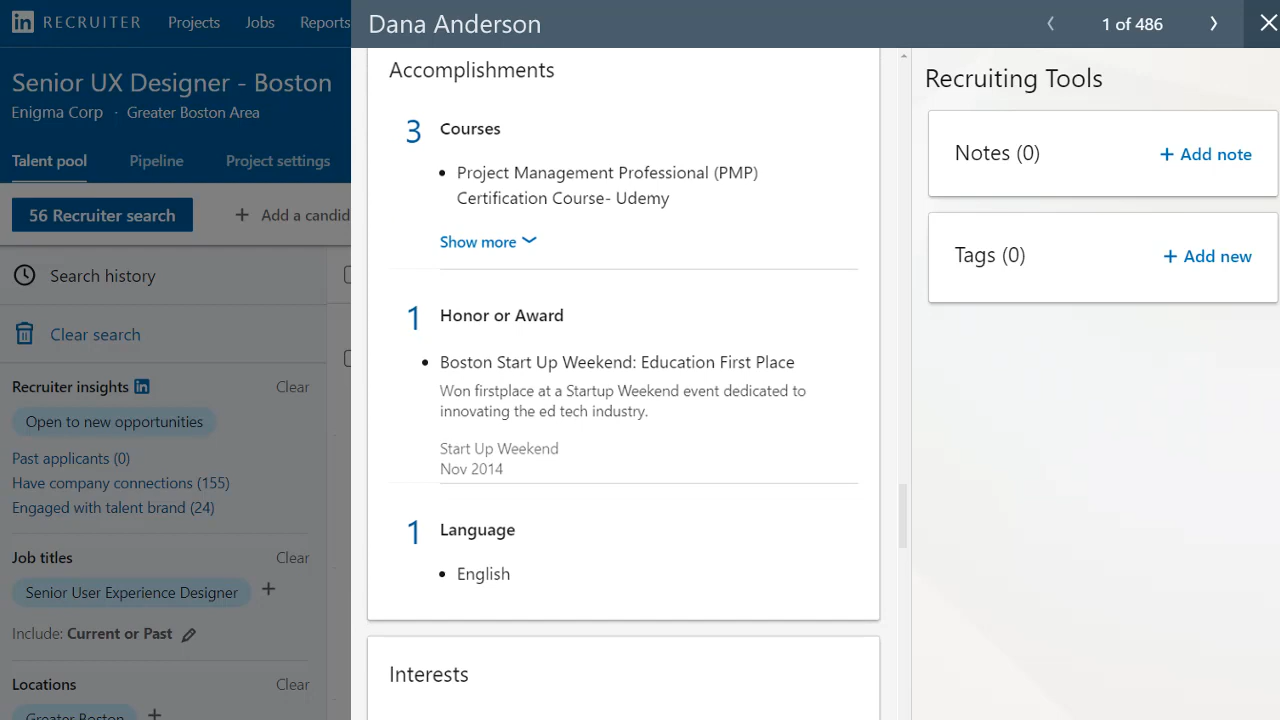 in RECRUITER Projects Jobs Reports
Senior UX Designer - Boston
Enigma Corp · Greater Boston Area
Talent pool Pipeline Project settings
56 Recruiter search + Add a candid
Search history
Clear search
Recruiter insights in Clear
Open to new opportunities
Past applicants (0)
Have company connections (155)
Engaged with talent brand (24)
Job titles Clear
Senior User Experience Designer +
Include: Current or Past
Locations Clear
Greater Boston +
Dana Anderson 1 of 486
Accomplishments
3 Courses
• Project Management Professional (PMP)
Certification Course- Udemy
Show more
1 Honor or Award
• Boston Start Up Weekend: Education First Place
Won firstplace at a Startup Weekend event dedicated to
innovating the ed tech industry.
Start Up Weekend
Nov 2014
1 Language
• English
Interests
Recruiting Tools
Notes (0) + Add note
Tags (0) + Add new